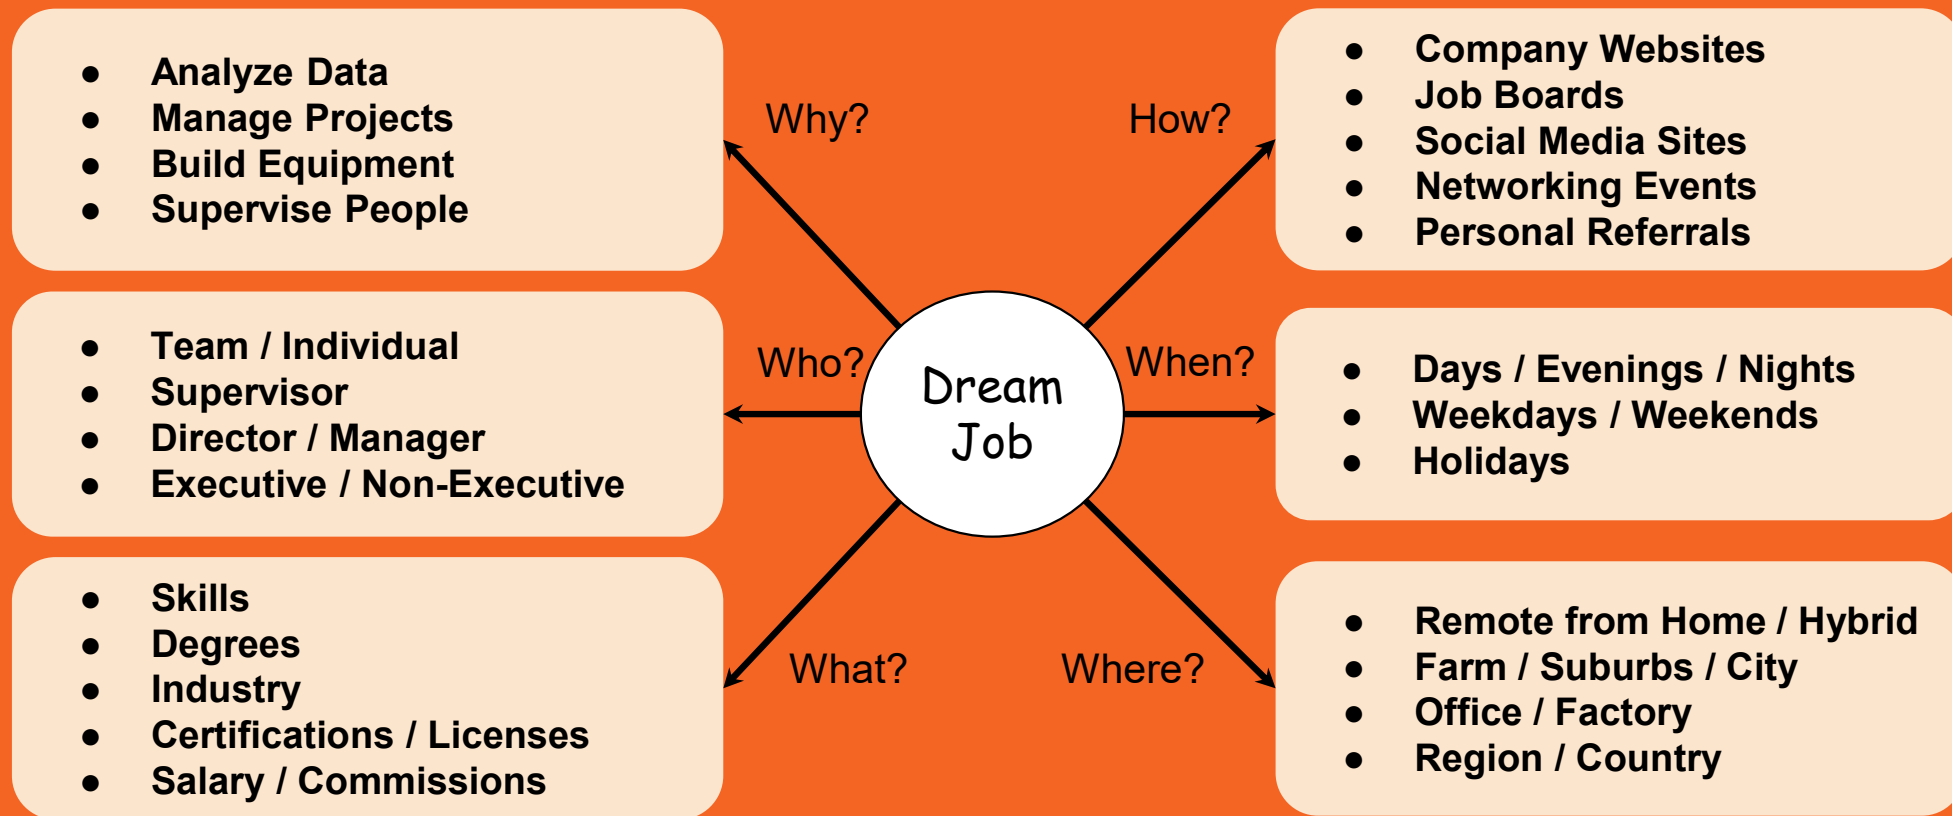 ● Analyze Data
● Manage Projects
● Build Equipment
● Supervise People
Why?
How?
● Company Websites
● Job Boards
● Social Media Sites
● Networking Events
● Personal Referrals
● Team / Individual
● Supervisor
● Director / Manager
● Executive / Non-Executive
Who?
Dream
Job
When?
● Days / Evenings / Nights
● Weekdays / Weekends
● Holidays
● Skills
● Degrees
● Industry
● Certifications / Licenses
● Salary / Commissions
What?
Where?
● Remote from Home / Hybrid
● Farm / Suburbs / City
● Office / Factory
● Region / Country